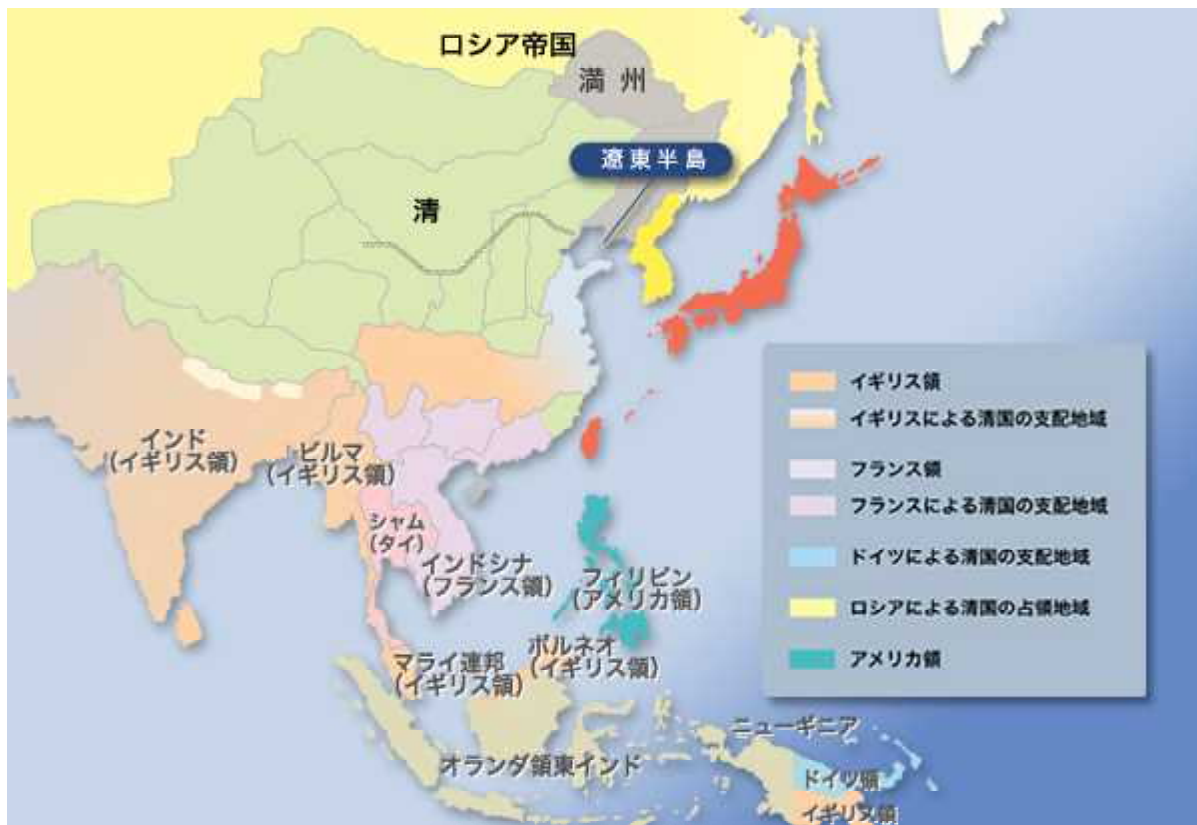 ロシア帝国
満州
遼東半島
清
イギリス領
イギリスによる清国の支配地域
フランス領
フランスによる清国の支配地域
ドイツによる清国の支配地域
ロシアによる清国の占領地域
アメリカ領
インド
(イギリス領)
ビルマ
(イギリス領)
シャム
(タイ)
インドシナ
(フランス領)
フィリピン
(アメリカ領)
マライ連邦
(イギリス領)
ボルネオ
(イギリス領)
ニューギニア
オランダ領東インド
ドイツ領
イギリス領